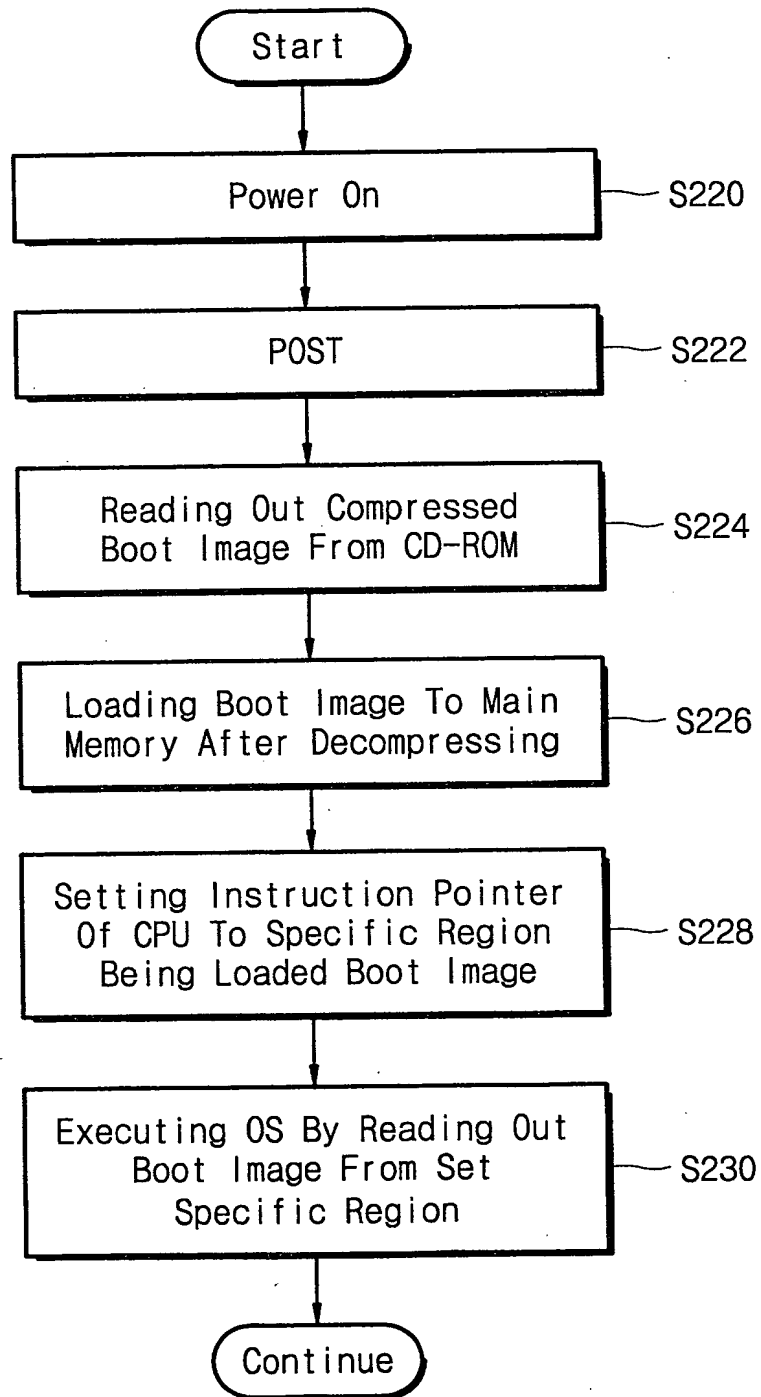 Start
Power On
S220
POST
S222
Reading Out Compressed
Boot Image From CD-ROM
S224
Loading Boot Image To Main
Memory After Decompressing
S226
Setting Instruction Pointer
Of CPU To Specific Region
Being Loaded Boot Image
S228
Executing OS By Reading Out
Boot Image From Set
Specific Region
S230
Continue